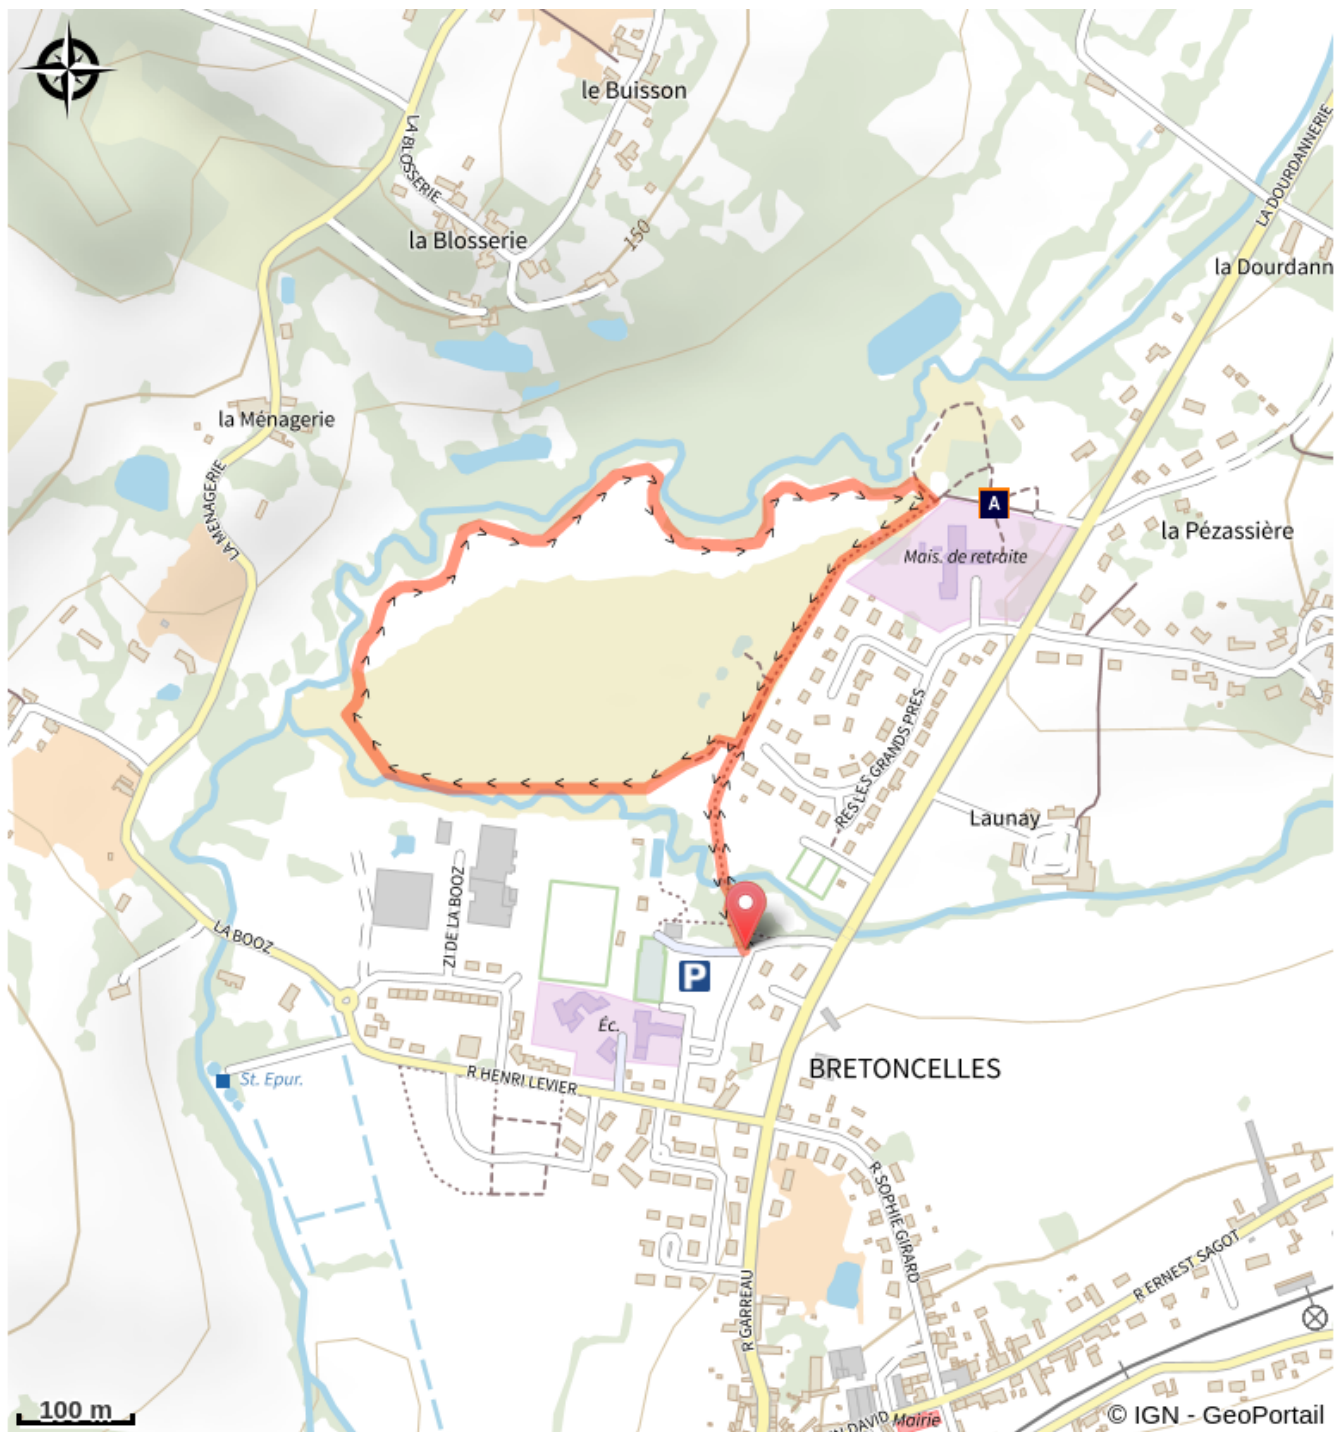 le Buisson
LA BLOSSERIE
la Blosserie
150
LA DOURDANNERIE
la Dourdann
la Ménagerie
LA MENAGERIE
A
la Pézassière
Mais. de retraite
RES LES GRANDS PRES
Launay
ZI DE LA BOOZ
LA BOOZ
P
Éc.
St. Epur.
R HENRI LEVIER
BRETONCELLES
R SOPHIE GIRARD
R ERNEST SAGOT
R GARREAU
DAVID
Mairie
100 m
© IGN - GeoPortail